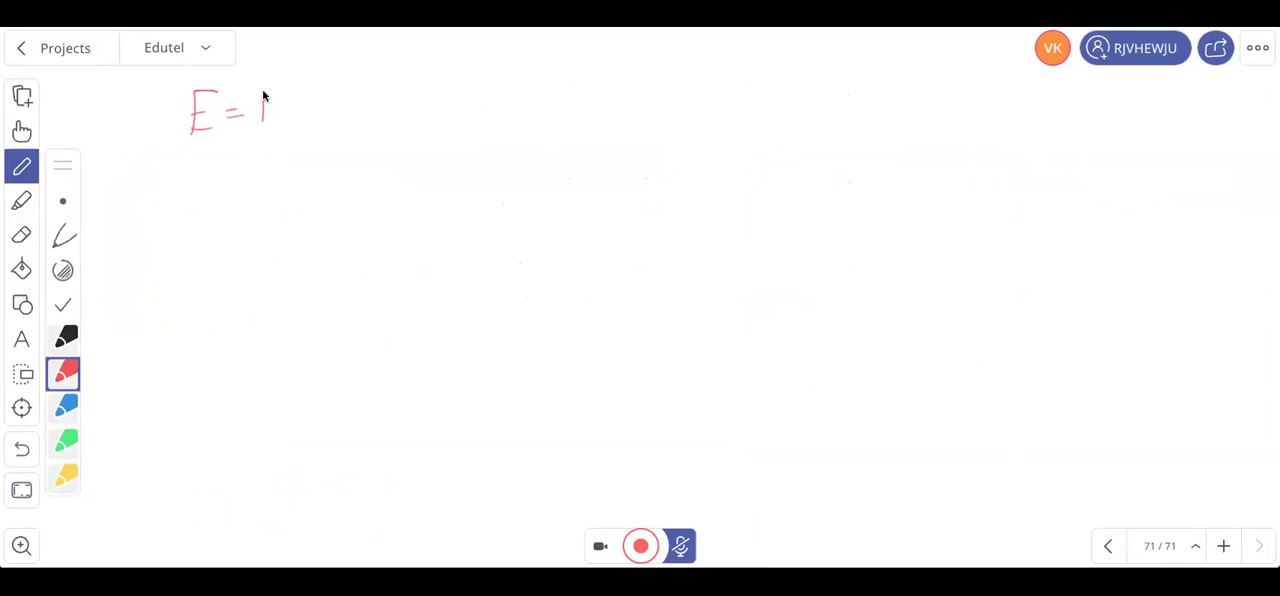 Projects
Edutel
VK
RJVHEWJU
E =
A
71 / 71